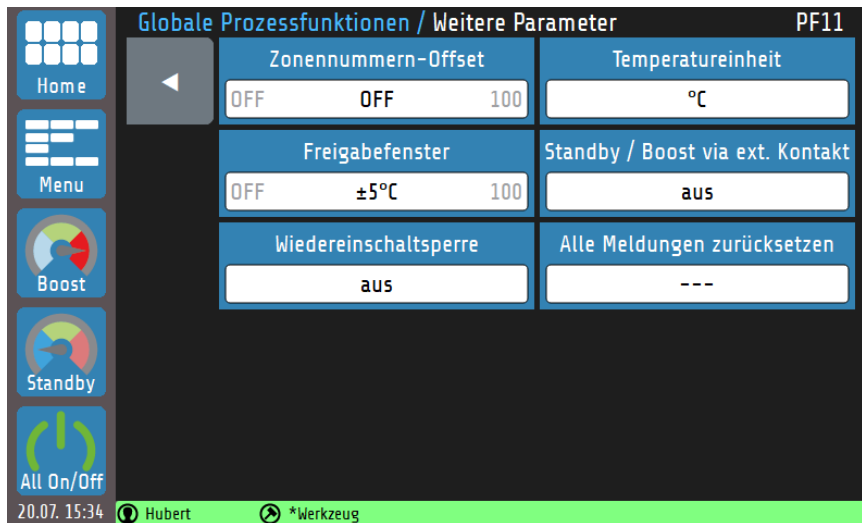 Globale Prozessfunktionen / Weitere Parameter PF11
Home
Menu
Boost
Standby
All On/Off
◀
Zonennummern-Offset
OFF OFF 100
Temperatureinheit
°C
Freigabefenster
OFF ±5°C 100
Standby / Boost via ext. Kontakt
aus
Wiedereinschaltsperre
aus
Alle Meldungen zurücksetzen
---
20.07. 15:34 Hubert *Werkzeug